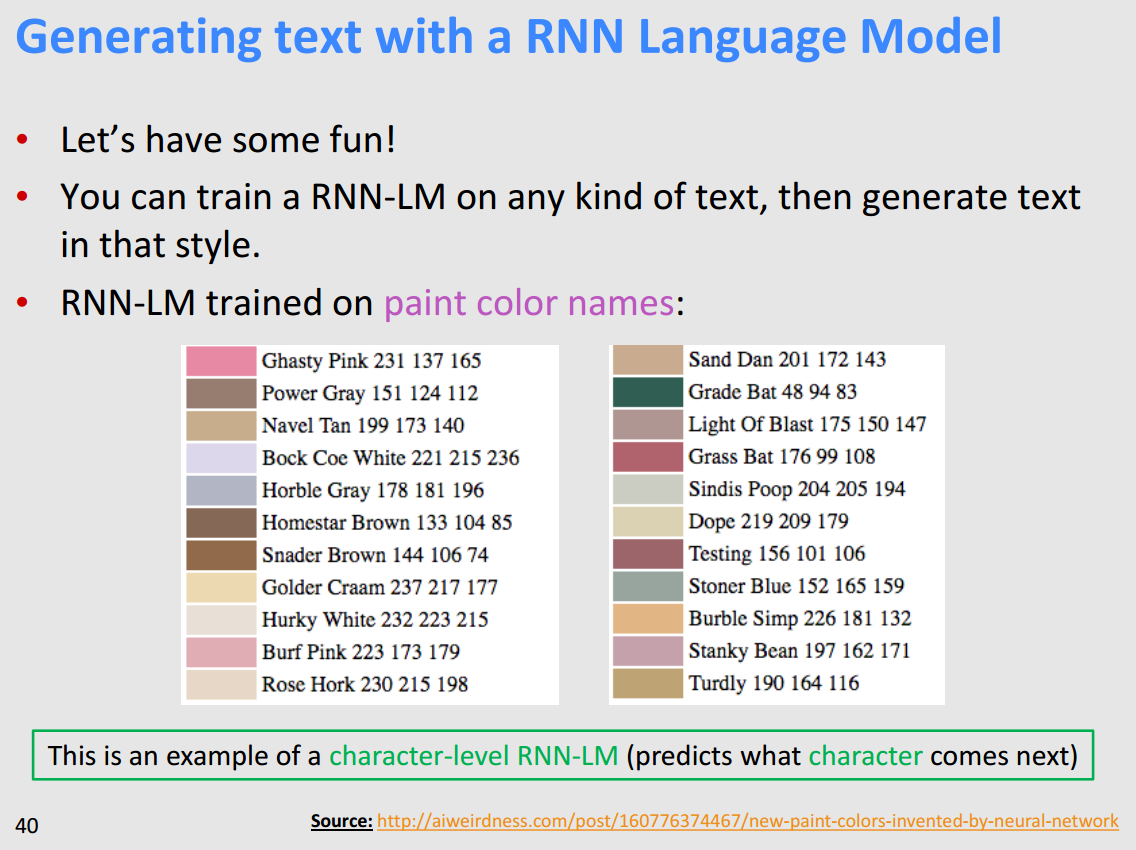 Generating text with a RNN Language Model
• Let’s have some fun!
• You can train a RNN-LM on any kind of text, then generate text
in that style.
• RNN-LM trained on paint color names:
Ghasty Pink 231 137 165
Power Gray 151 124 112
Navel Tan 199 173 140
Bock Coe White 221 215 236
Horble Gray 178 181 196
Homestar Brown 133 104 85
Snader Brown 144 106 74
Golder Craam 237 217 177
Hurky White 232 223 215
Burf Pink 223 173 179
Rose Hork 230 215 198
Sand Dan 201 172 143
Grade Bat 48 94 83
Light Of Blast 175 150 147
Grass Bat 176 99 108
Sindis Poop 204 205 194
Dope 219 209 179
Testing 156 101 106
Stoner Blue 152 165 159
Burble Simp 226 181 132
Stanky Bean 197 162 171
Turdly 190 164 116
This is an example of a character-level RNN-LM (predicts what character comes next)
40
Source: http://aiweirdness.com/post/160776374467/new-paint-colors-invented-by-neural-network